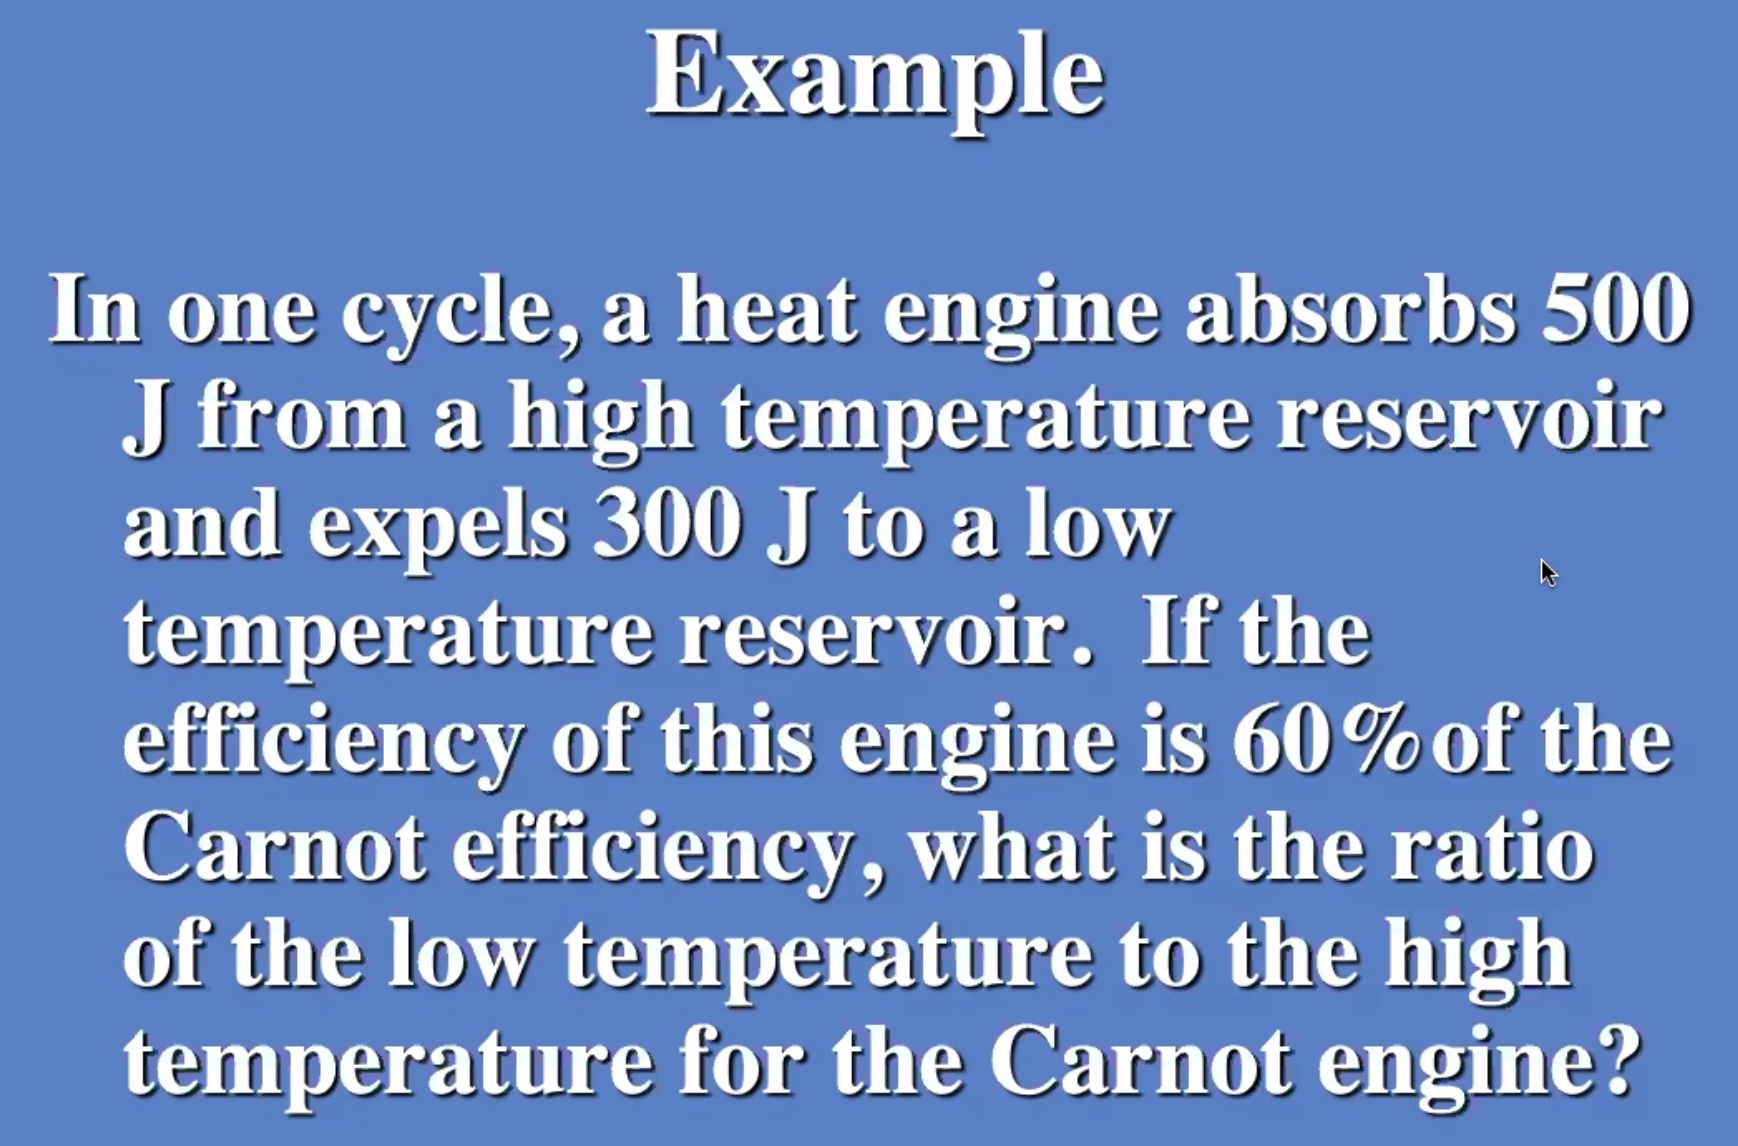 Example
In one cycle, a heat engine absorbs 500
J from a high temperature reservoir
and expels 300 J to a low
temperature reservoir.  If the
efficiency of this engine is 60%of the
Carnot efficiency, what is the ratio
of the low temperature to the high
temperature for the Carnot engine?